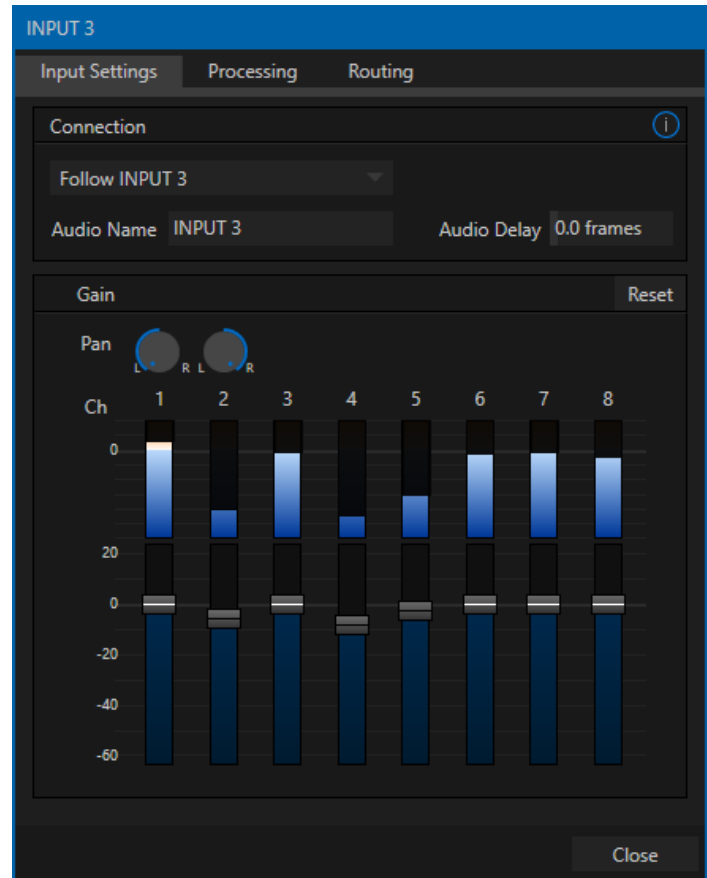 INPUT 3
Input Settings Processing Routing
Connection i
Follow INPUT 3
Audio Name INPUT 3 Audio Delay 0.0 frames
Gain Reset
Pan L R L R
Ch 1 2 3 4 5 6 7 8
0
20
0
-20
-40
-60
Close